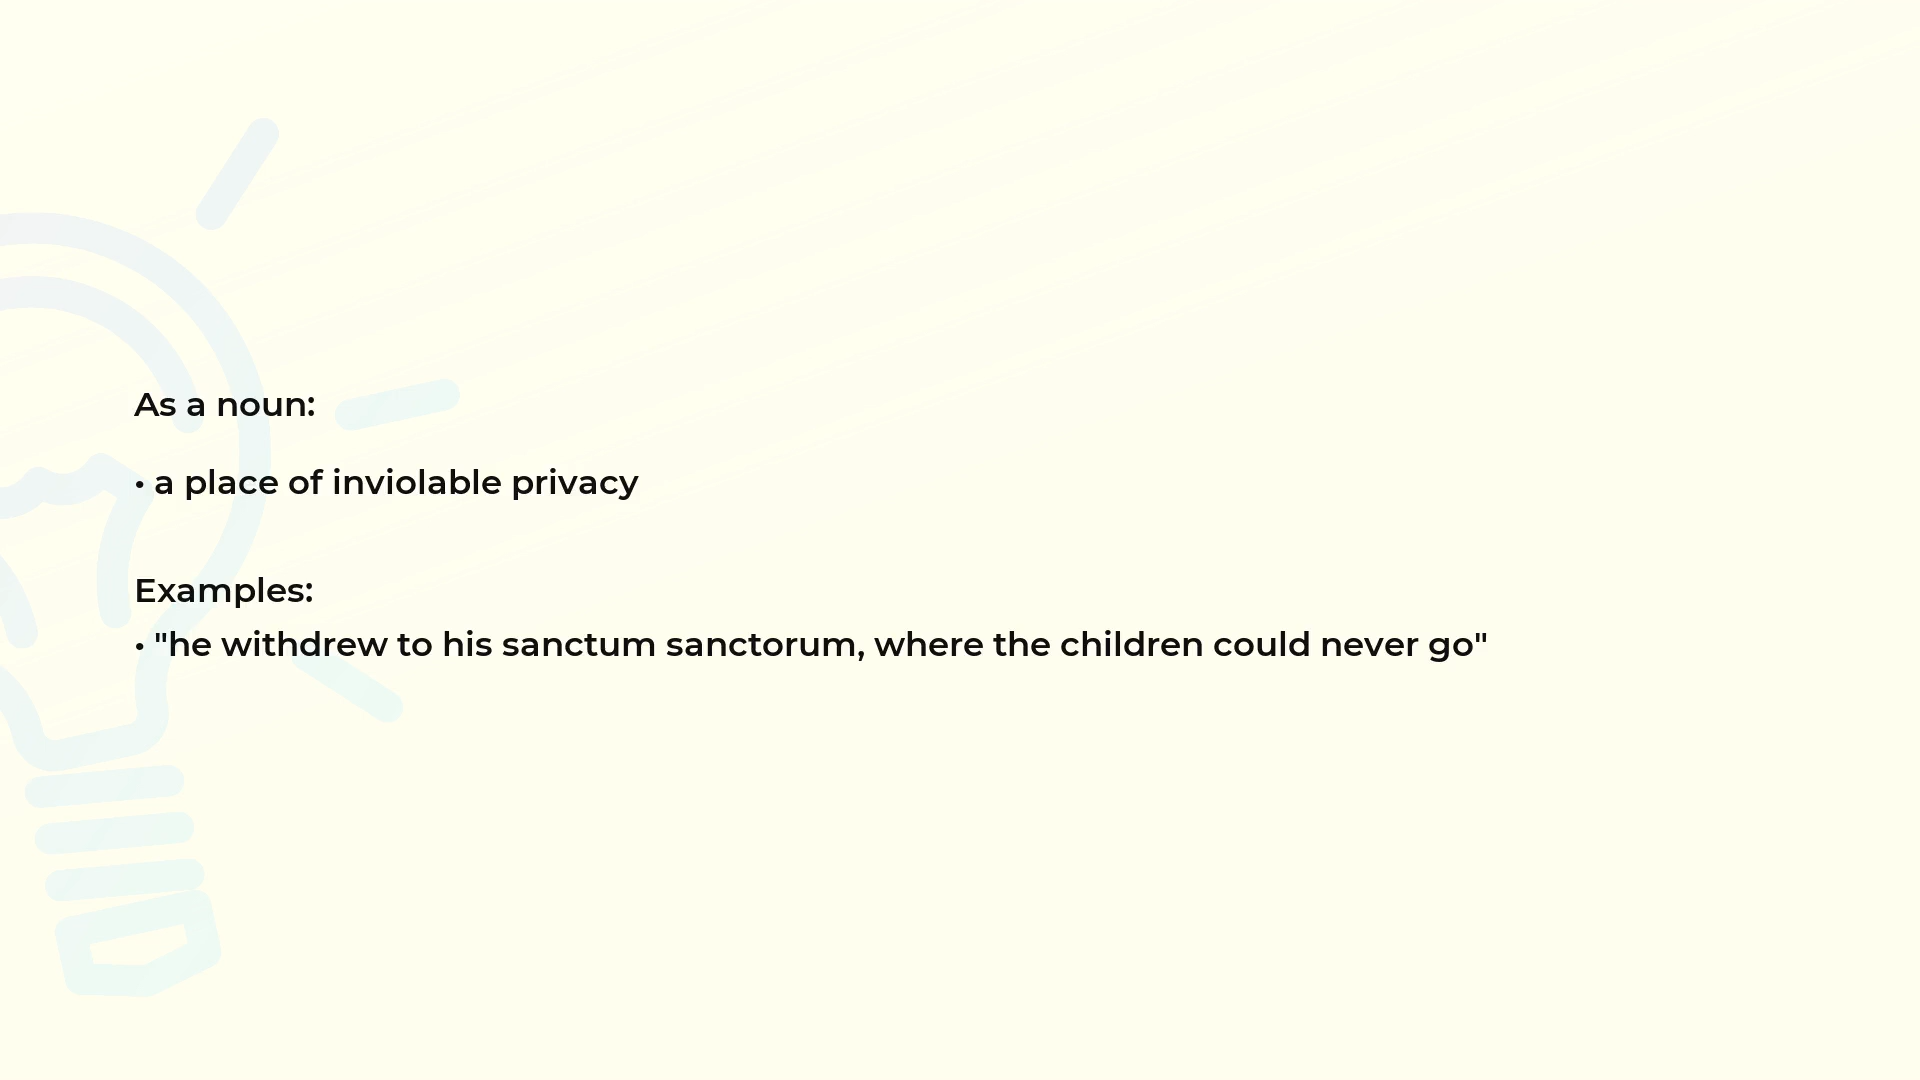 As a noun:
• a place of inviolable privacy
Examples:
• "he withdrew to his sanctum sanctorum, where the children could never go"